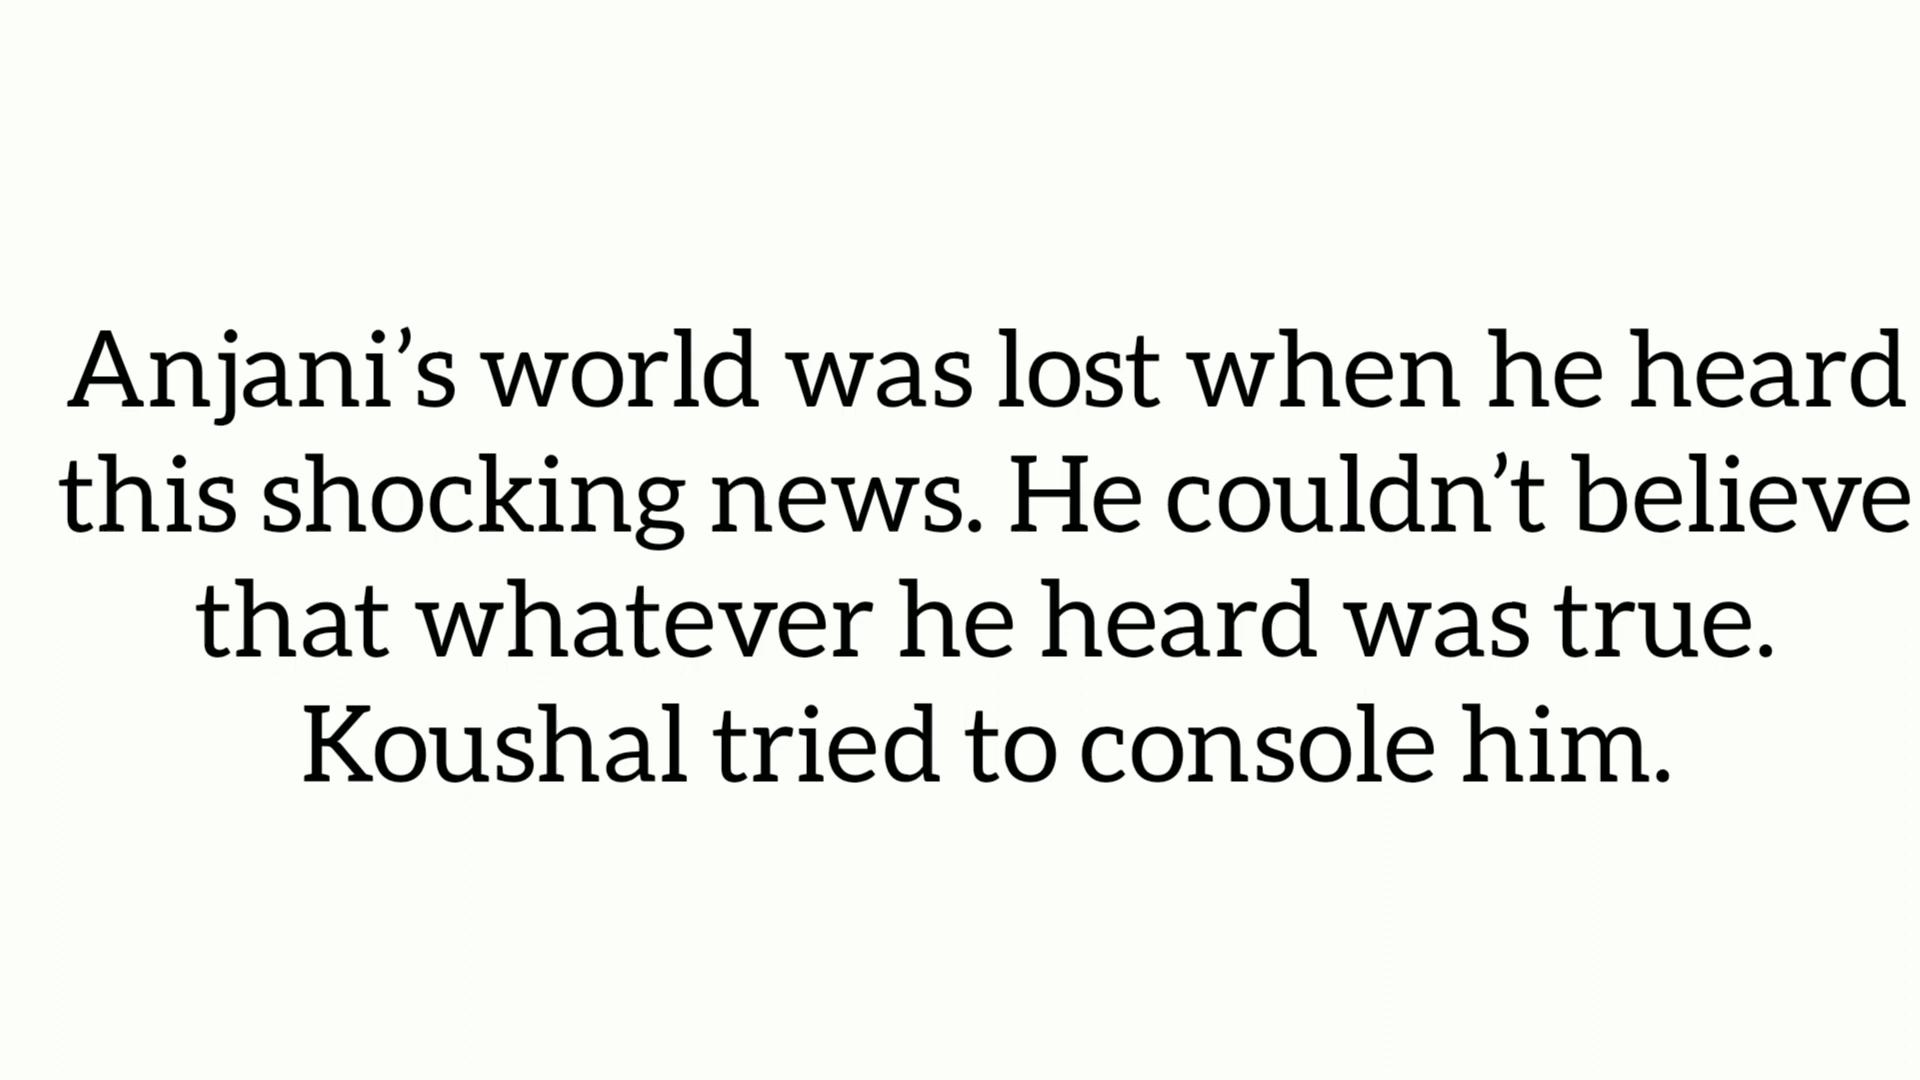 Anjani’s world was lost when he heard
this shocking news. He couldn’t believe
that whatever he heard was true.
Koushal tried to console him.